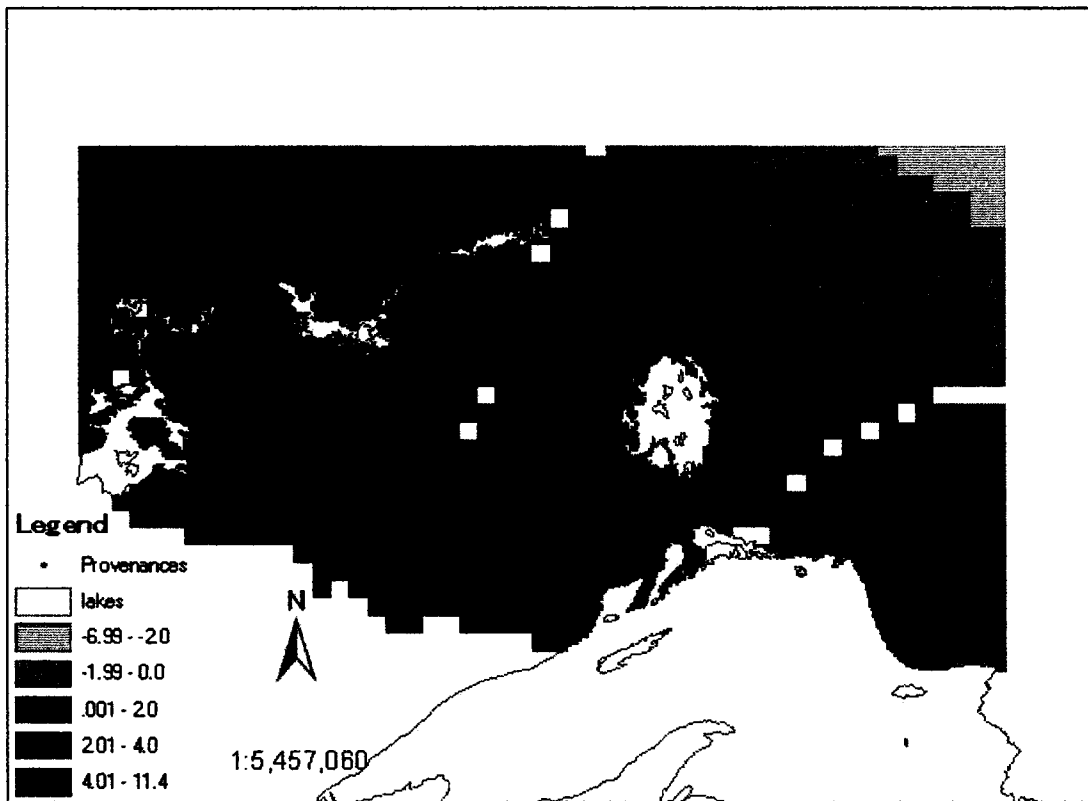 Legend
Provenances
lakes
-6.99 - -2.0
-1.99 - 0.0
.001 - 2.0
2.01 - 4.0
4.01 - 11.4
N
1:5,457,060